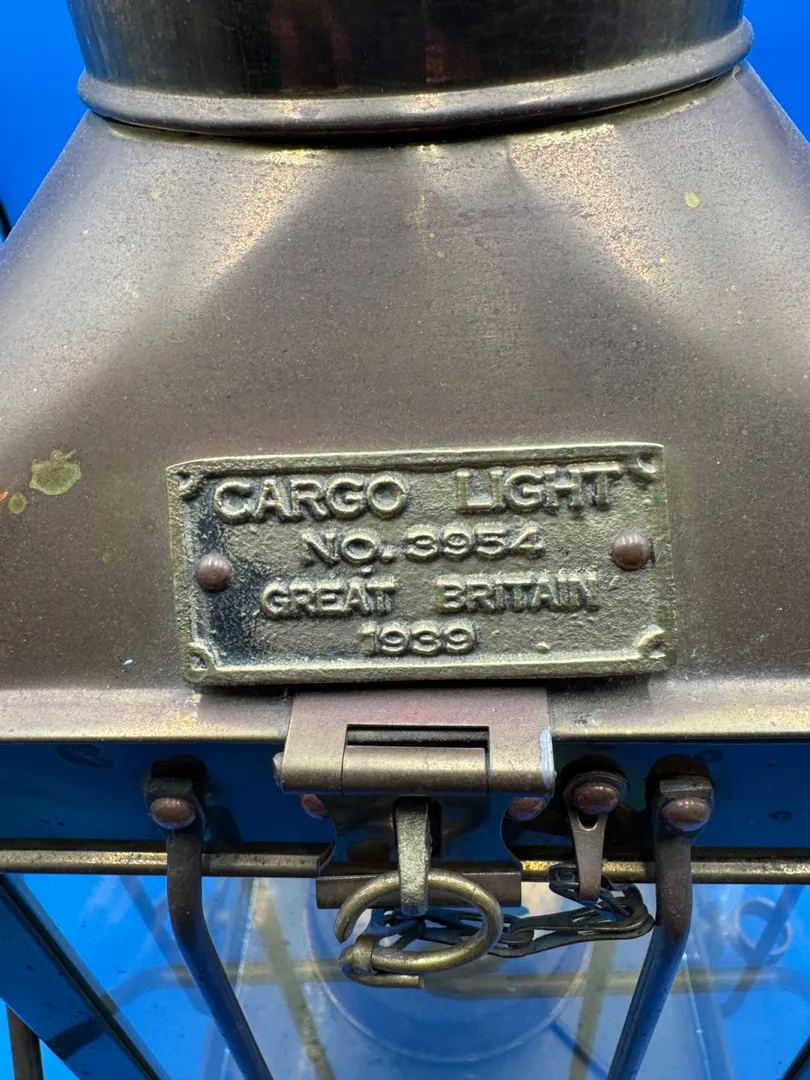 CARGO LIGHT
NO. 3954
GREAT BRITAIN
1939